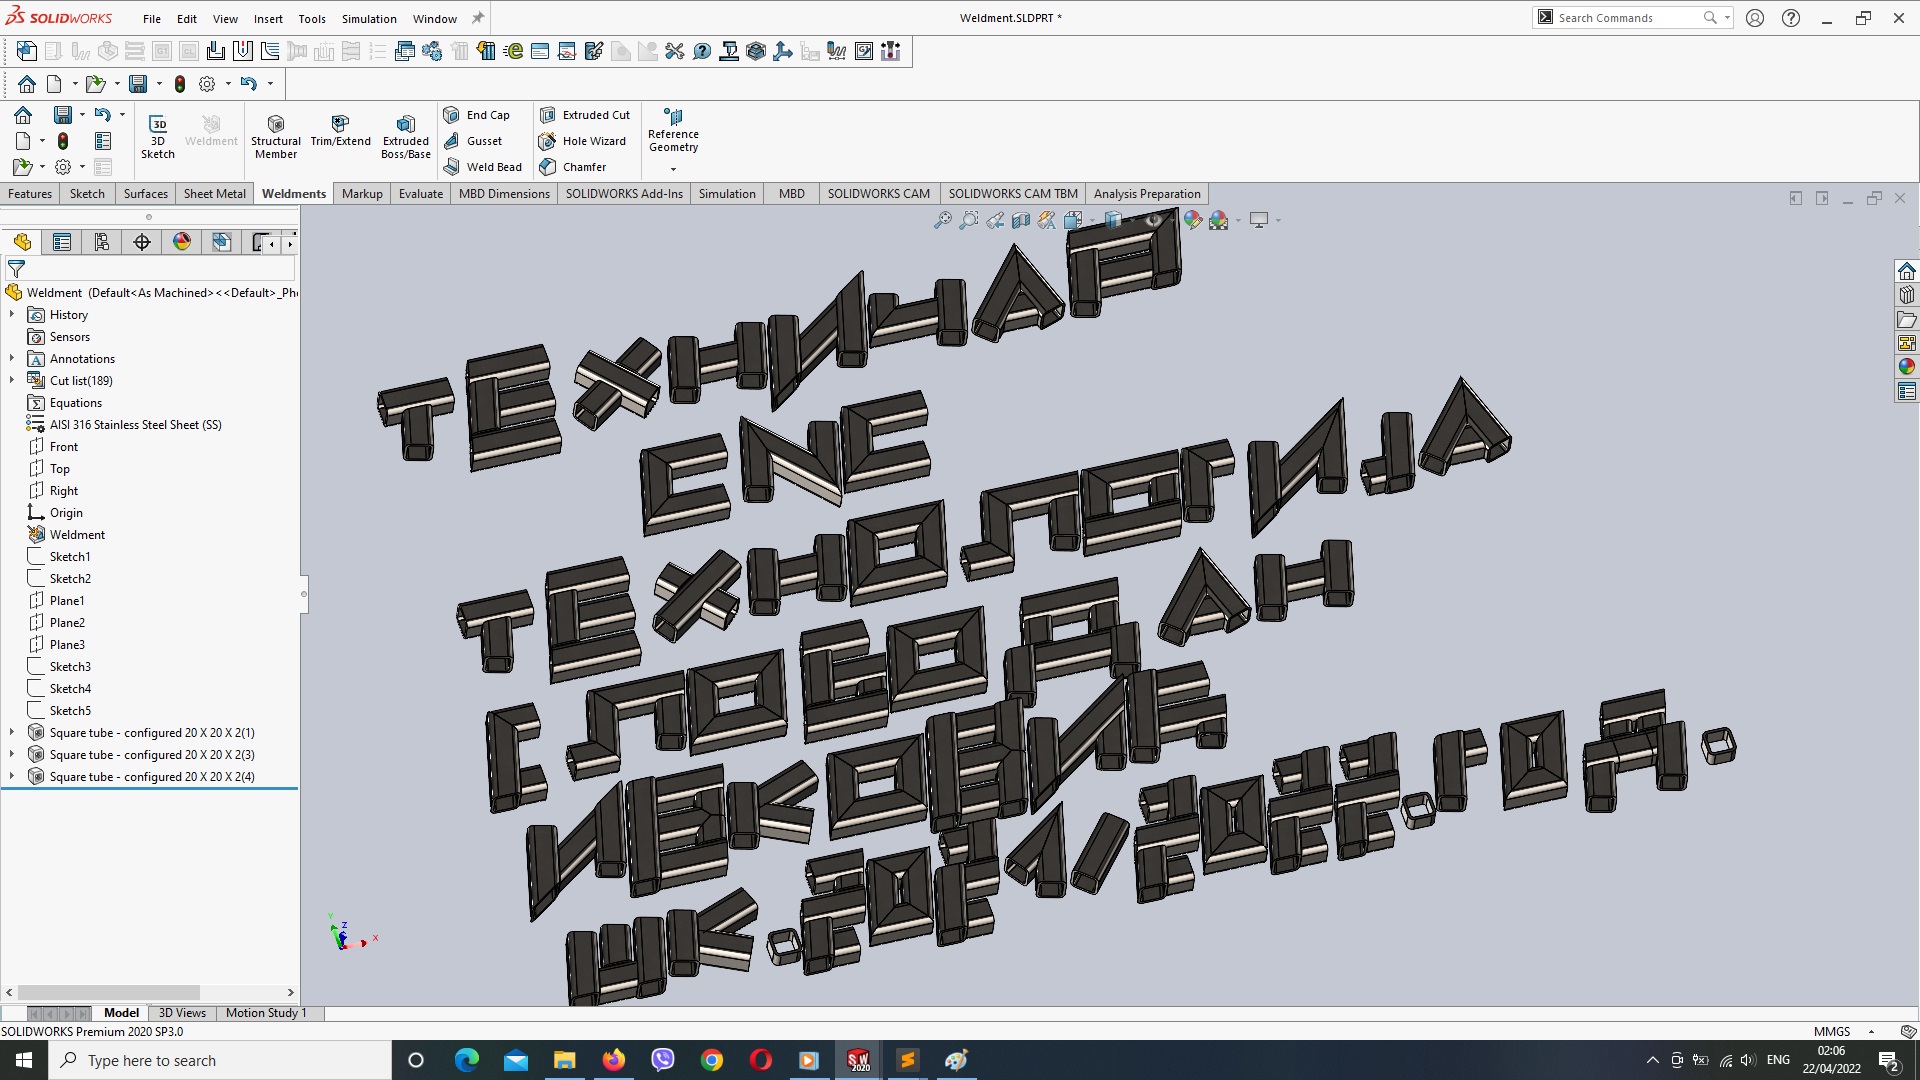 SOLIDWORKS File Edit View Insert Tools Simulation Window
Weldment.SLDPRT *
Search Commands
3D Sketch
Weldment
Structural Member
Trim/Extend
Extruded Boss/Base
End Cap
Gusset
Weld Bead
Extruded Cut
Hole Wizard
Chamfer
Reference Geometry
Features Sketch Surfaces Sheet Metal Weldments Markup Evaluate MBD Dimensions SOLIDWORKS Add-Ins Simulation MBD SOLIDWORKS CAM SOLIDWORKS CAM TBM Analysis Preparation
Weldment (Default<As Machined><<Default>_Ph
History
Sensors
Annotations
Cut list(189)
Equations
AISI 316 Stainless Steel Sheet (SS)
Front
Top
Right
Origin
Weldment
Sketch1
Sketch2
Plane1
Plane2
Plane3
Sketch3
Sketch4
Sketch5
Square tube - configured 20 X 20 X 2(1)
Square tube - configured 20 X 20 X 2(3)
Square tube - configured 20 X 20 X 2(4)
ТЕХНИЧАР
CNC
ТЕХНОЛОГИЈА
СЛОБОДАН
ИВКОВИЋ
ШК.2021/2022.ГОД.
Y Z X
Model 3D Views Motion Study 1
SOLIDWORKS Premium 2020 SP3.0
MMGS
Type here to search
SW 2020
ENG
02:06
22/04/2022
2